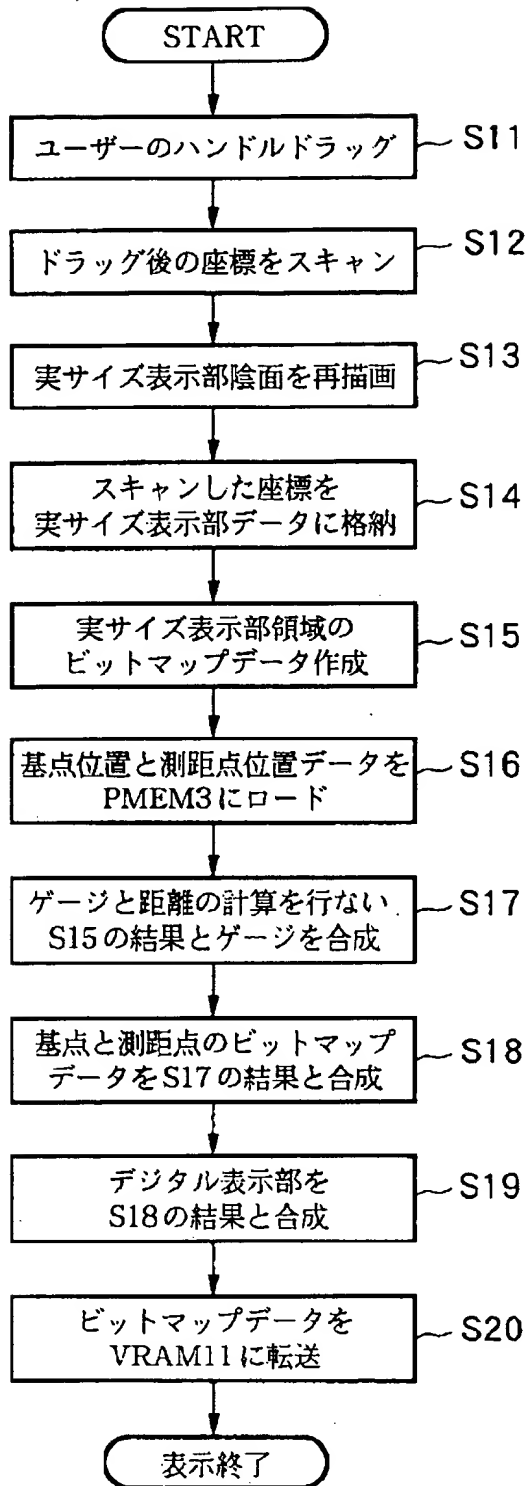 START
ユーザーのハンドルドラッグ
S11
ドラッグ後の座標をスキャン
S12
実サイズ表示部陰面を再描画
S13
スキャンした座標を
実サイズ表示部データに格納
S14
実サイズ表示部領域の
ビットマップデータ作成
S15
基点位置と測距点位置データを
PMEM3にロード
S16
ゲージと距離の計算を行ない
S15の結果とゲージを合成
S17
基点と測距点のビットマップ
データをS17の結果と合成
S18
デジタル表示部を
S18の結果と合成
S19
ビットマップデータを
VRAM11に転送
S20
表示終了